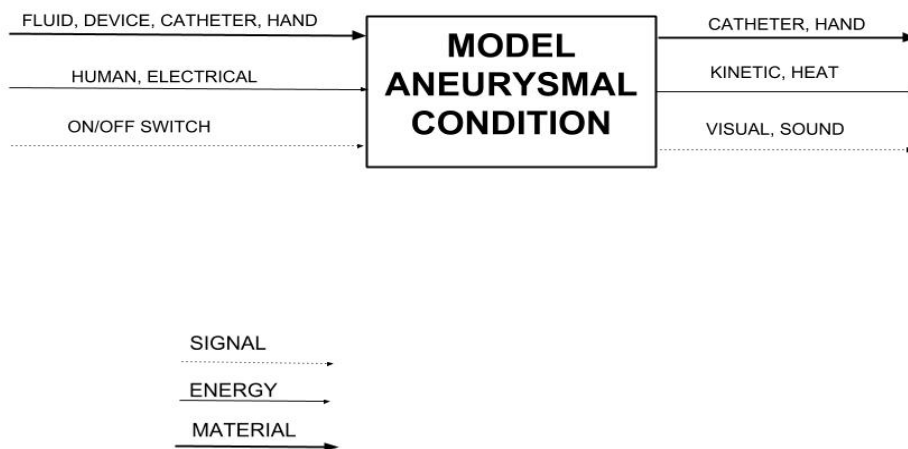 FLUID, DEVICE, CATHETER, HAND
HUMAN, ELECTRICAL
ON/OFF SWITCH
MODEL
ANEURYSMAL
CONDITION
CATHETER, HAND
KINETIC, HEAT
VISUAL, SOUND
SIGNAL
ENERGY
MATERIAL